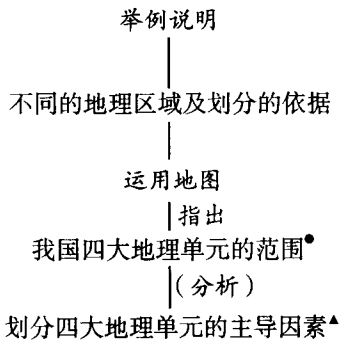 举例说明
不同的地理区域及划分的依据
运用地图
指出
我国四大地理单元的范围●
(分析)
划分四大地理单元的主导因素▲